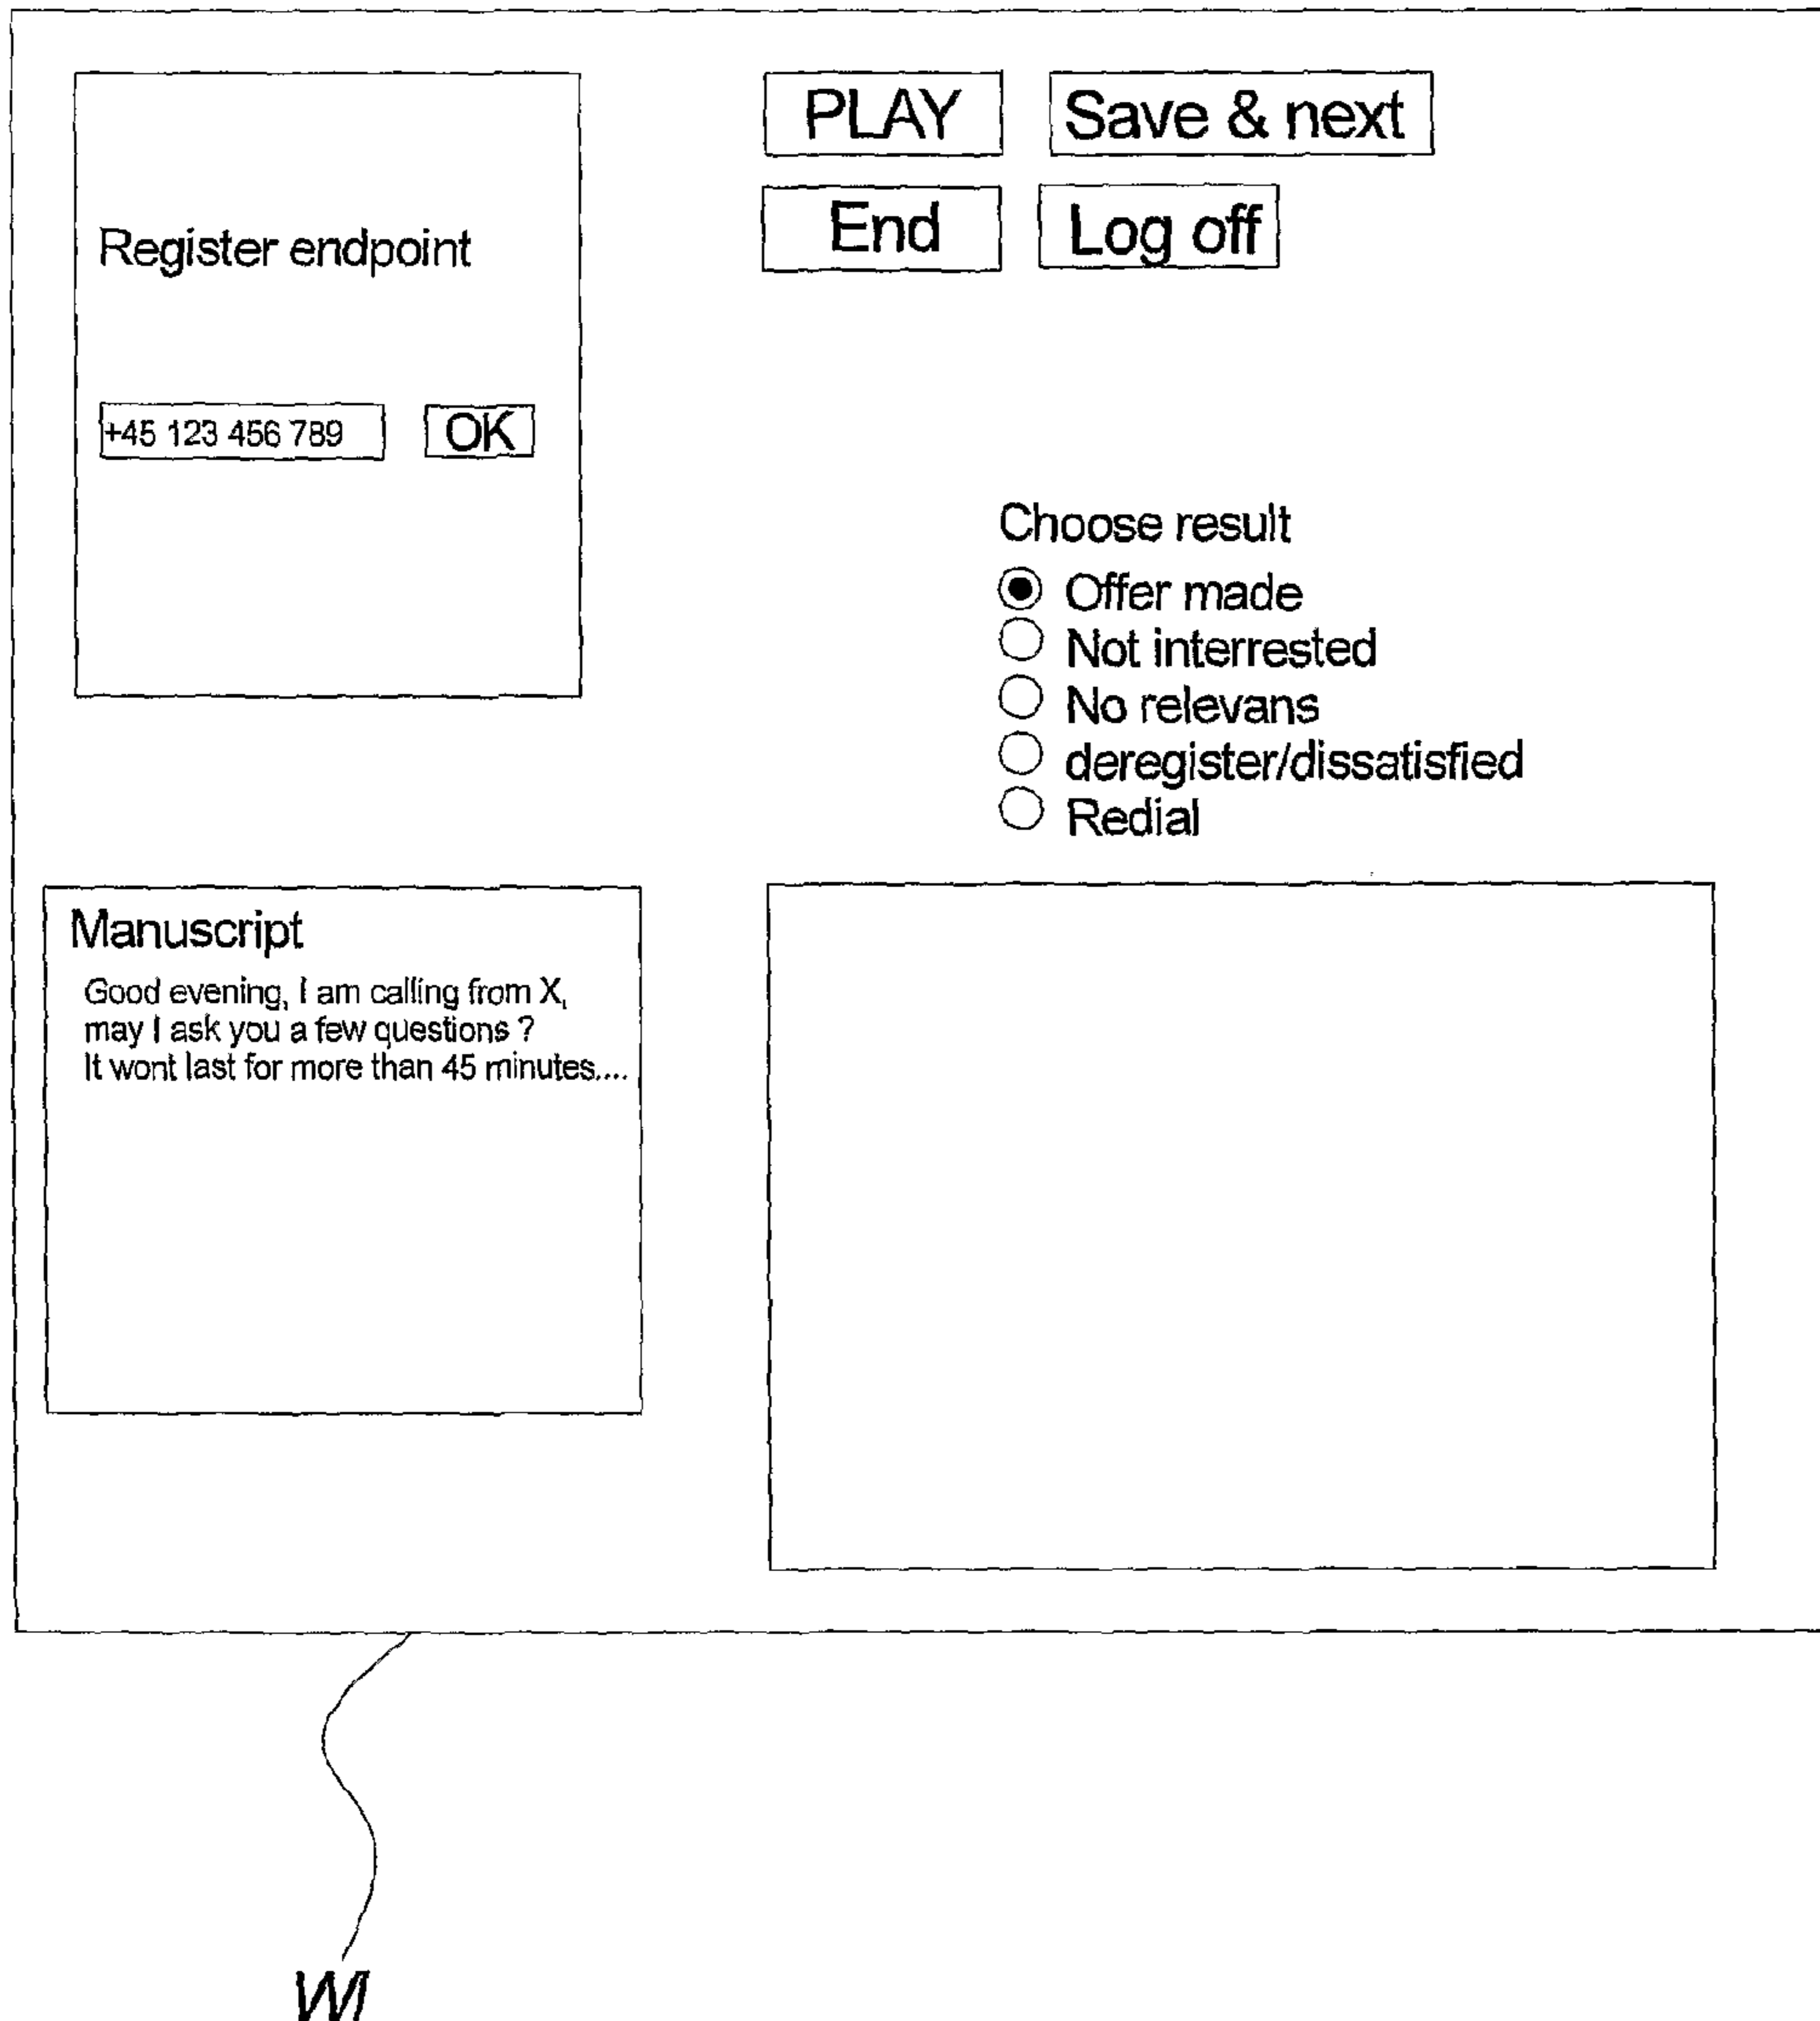 PLAY Save & next
End Log off
Register endpoint
+45 123 456 789 OK
Choose result
Offer made
Not interrested
No relevans
deregister/dissatisfied
Redial
Manuscript
Good evening, I am calling from X,
may I ask you a few questions ?
It wont last for more than 45 minutes....
WI